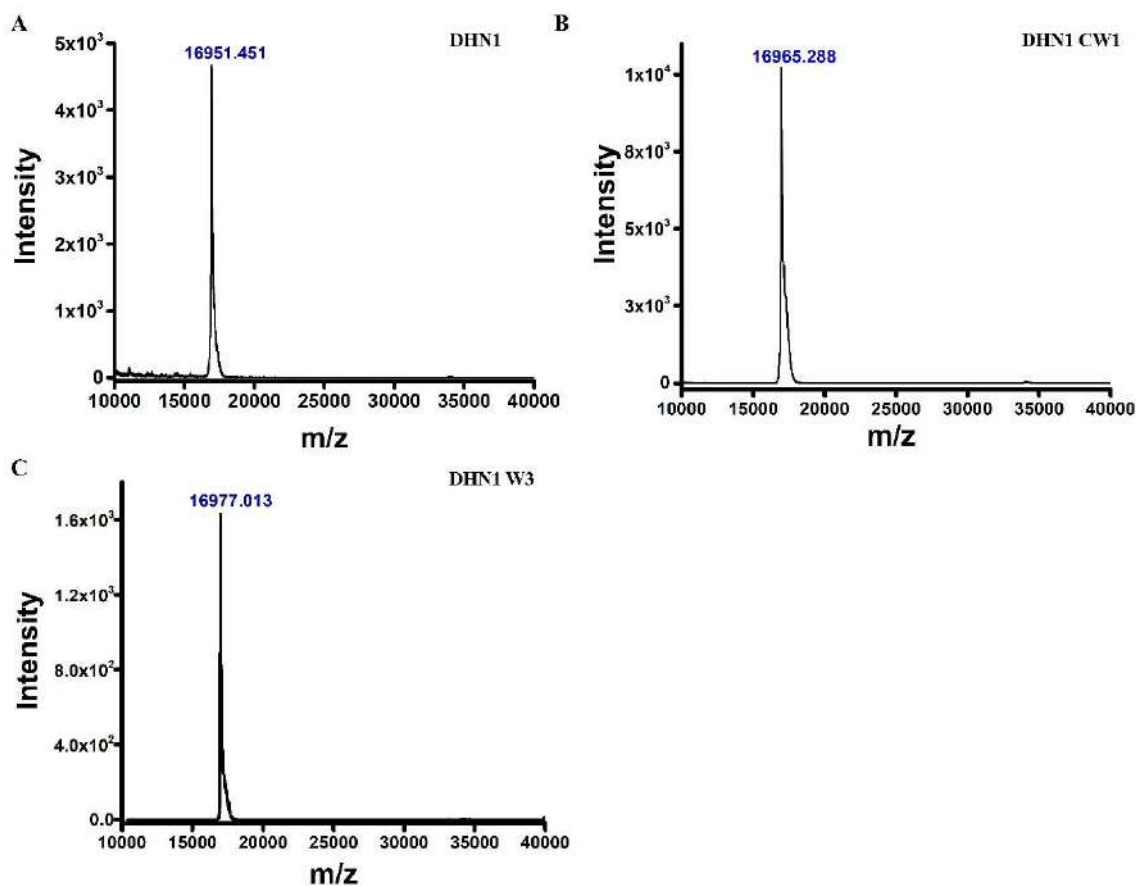 A
DHN1
16951.451
5x10³
4x10³
3x10³
2x10³
1x10³
0
Intensity
10000 15000 20000 25000 30000 35000 40000
m/z
B
DHN1 CW1
16965.288
1x10⁴
8x10³
5x10³
3x10³
0
Intensity
10000 15000 20000 25000 30000 35000 40000
m/z
C
DHN1 W3
16977.013
1.6x10³
1.2x10³
8.0x10²
4.0x10²
0.0
Intensity
10000 15000 20000 25000 30000 35000 40000
m/z